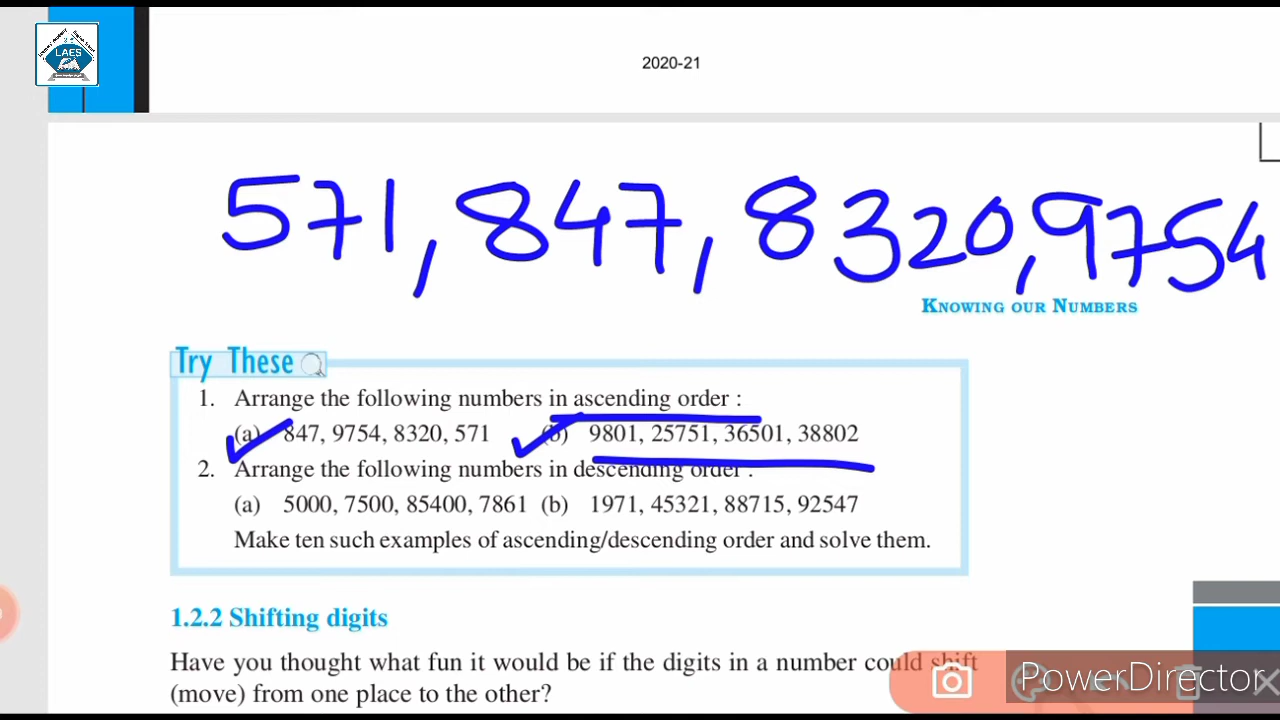 LAES
2020-21
571, 847, 8320, 9754
KNOWING OUR NUMBERS
Try These
1. Arrange the following numbers in ascending order :
(a) 847, 9754, 8320, 571 (b) 9801, 25751, 36501, 38802
2. Arrange the following numbers in descending order :
(a) 5000, 7500, 85400, 7861 (b) 1971, 45321, 88715, 92547
Make ten such examples of ascending/descending order and solve them.
1.2.2 Shifting digits
Have you thought what fun it would be if the digits in a number could shift
(move) from one place to the other?
PowerDirector